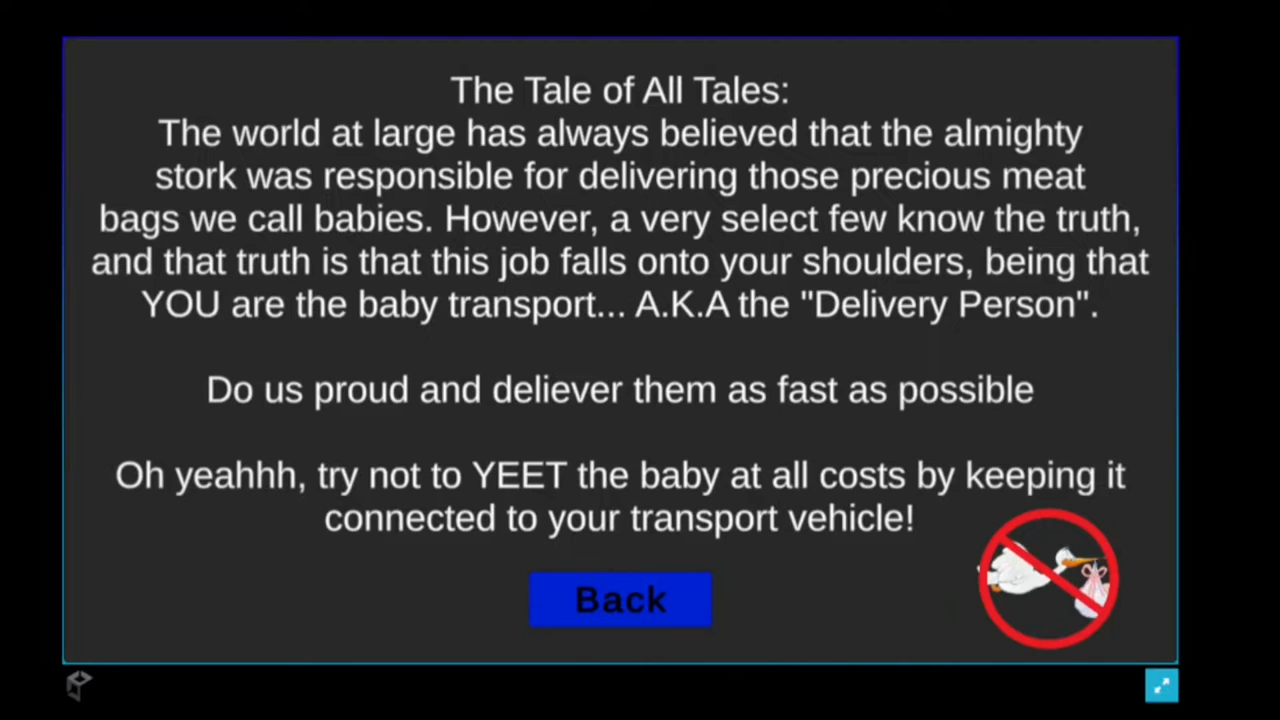 The Tale of All Tales:
The world at large has always believed that the almighty
stork was responsible for delivering those precious meat
bags we call babies. However, a very select few know the truth,
and that truth is that this job falls onto your shoulders, being that
YOU are the baby transport... A.K.A the "Delivery Person".
Do us proud and deliever them as fast as possible
Oh yeahhh, try not to YEET the baby at all costs by keeping it
connected to your transport vehicle!
Back